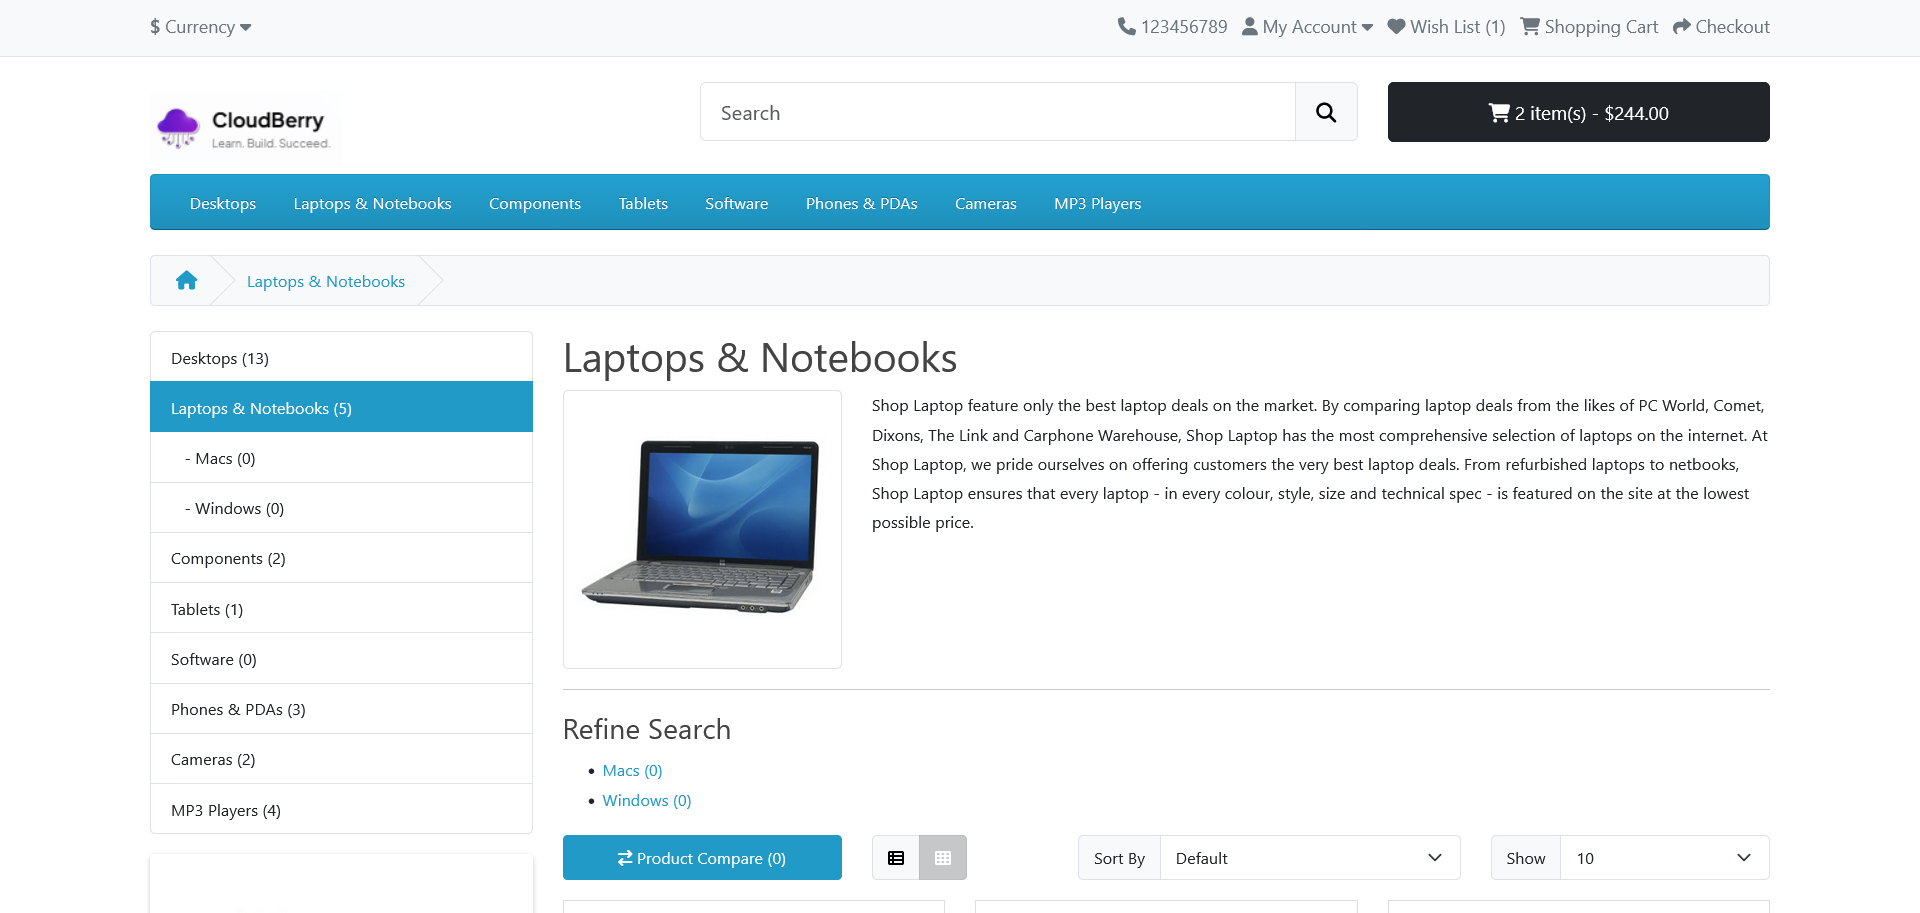 $ Currency
123456789
My Account
Wish List (1)
Shopping Cart
Checkout
CloudBerry
Learn. Build. Succeed.
Search
2 item(s) - $244.00
Desktops
Laptops & Notebooks
Components
Tablets
Software
Phones & PDAs
Cameras
MP3 Players
Laptops & Notebooks
Desktops (13)
Laptops & Notebooks (5)
- Macs (0)
- Windows (0)
Components (2)
Tablets (1)
Software (0)
Phones & PDAs (3)
Cameras (2)
MP3 Players (4)
Laptops & Notebooks
Shop Laptop feature only the best laptop deals on the market. By comparing laptop deals from the likes of PC World, Comet,
Dixons, The Link and Carphone Warehouse, Shop Laptop has the most comprehensive selection of laptops on the internet. At
Shop Laptop, we pride ourselves on offering customers the very best laptop deals. From refurbished laptops to netbooks,
Shop Laptop ensures that every laptop - in every colour, style, size and technical spec - is featured on the site at the lowest
possible price.
Refine Search
Macs (0)
Windows (0)
Product Compare (0)
Sort By
Default
Show
10